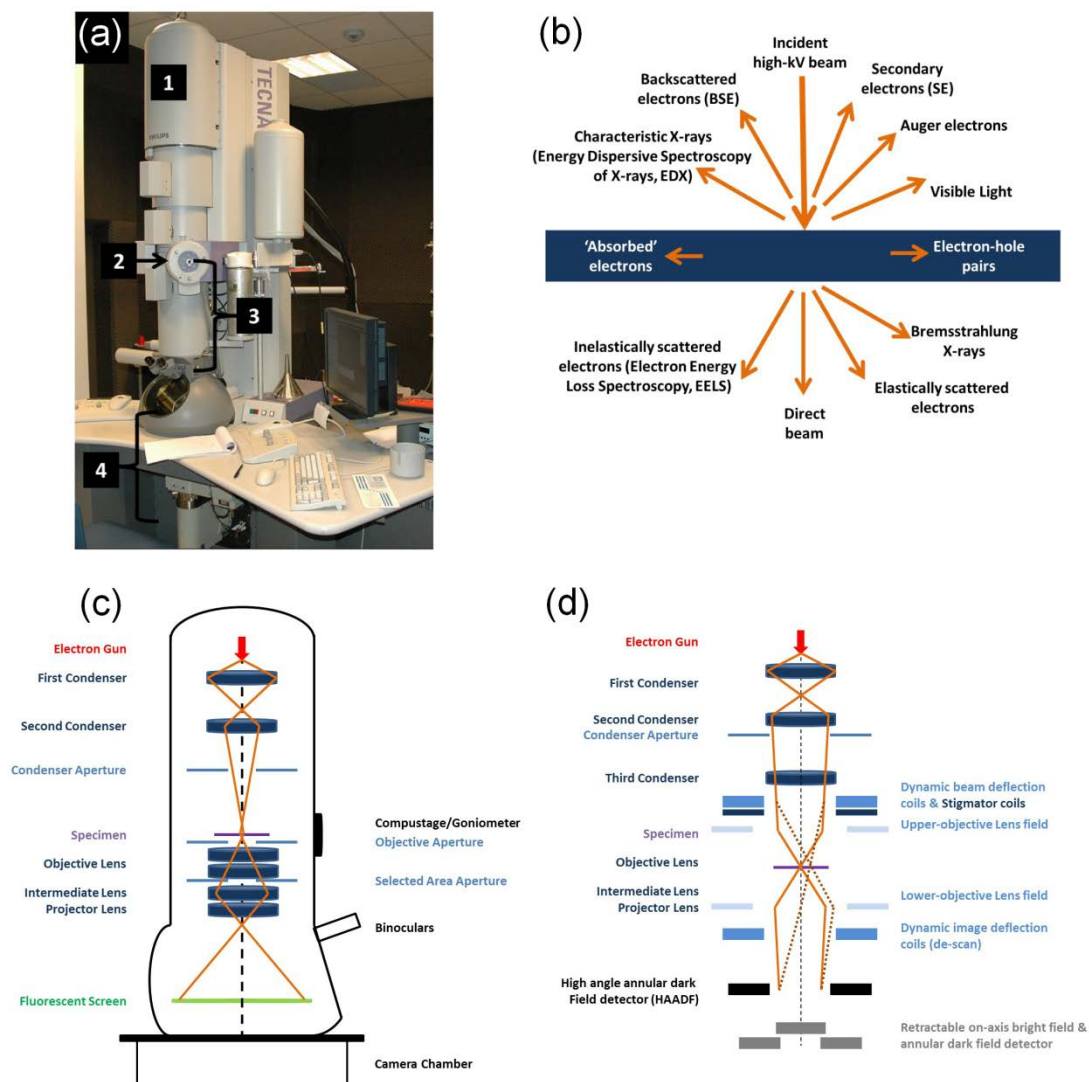 (a)
1
TECNA
PHILIPS
2
3
4
(b)
Incident
high-kV beam
Backscattered
electrons (BSE)
Secondary
electrons (SE)
Characteristic X-rays
(Energy Dispersive Spectroscopy
of X-rays, EDX)
Auger electrons
Visible Light
‘Absorbed’
electrons
Electron-hole
pairs
Inelastically scattered
electrons (Electron Energy
Loss Spectroscopy, EELS)
Direct
beam
Bremsstrahlung
X-rays
Elastically scattered
electrons
(c)
Electron Gun
First Condenser
Second Condenser
Condenser Aperture
Specimen
Compustage/Goniometer
Objective Aperture
Objective Lens
Selected Area Aperture
Intermediate Lens
Projector Lens
Binoculars
Fluorescent Screen
Camera Chamber
(d)
Electron Gun
First Condenser
Second Condenser
Condenser Aperture
Third Condenser
Dynamic beam deflection
coils & Stigmator coils
Specimen
Upper-objective Lens field
Objective Lens
Intermediate Lens
Projector Lens
Lower-objective Lens field
Dynamic image deflection
coils (de-scan)
High angle annular dark
Field detector (HAADF)
Retractable on-axis bright field &
annular dark field detector